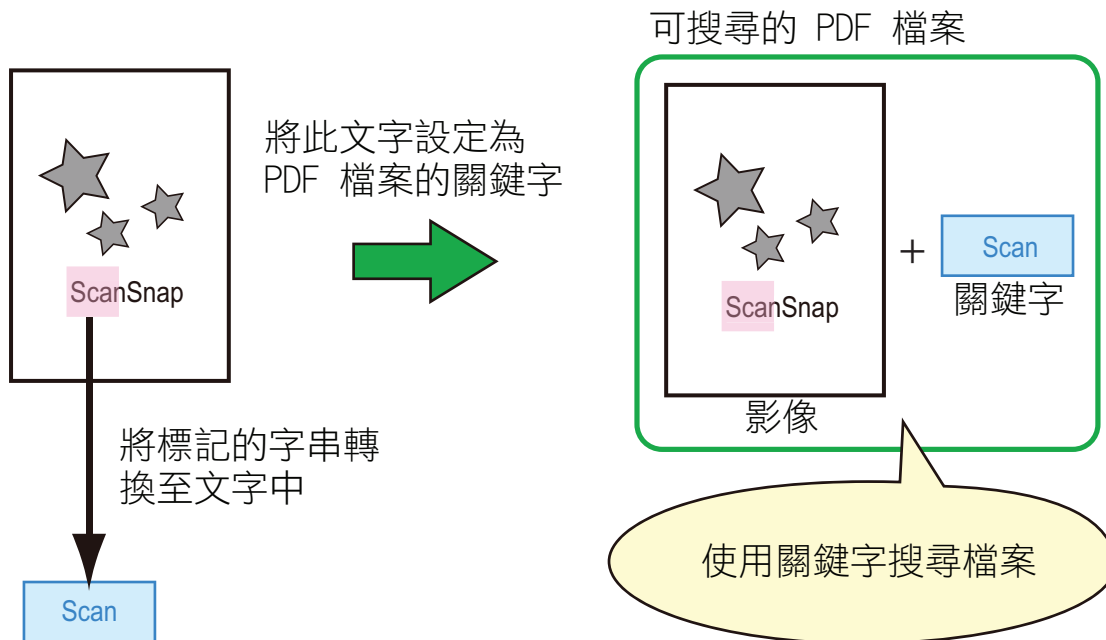 可搜尋的 PDF 檔案
將此文字設定為
PDF 檔案的關鍵字
ScanSnap
將標記的字串轉
換至文字中
Scan
ScanSnap
影像
+
Scan
關鍵字
使用關鍵字搜尋檔案